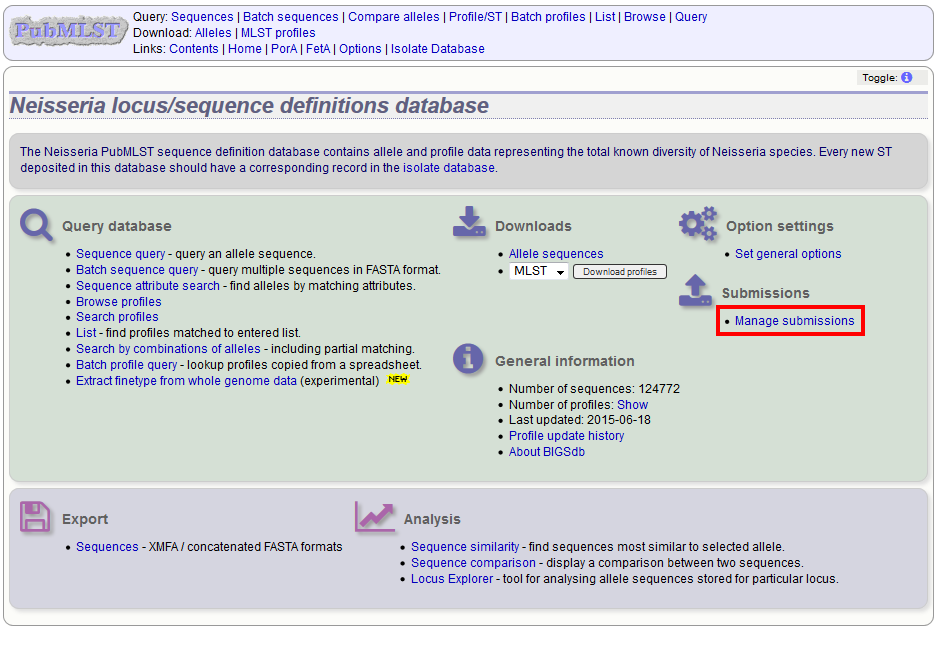 PubMLST
Query: Sequences | Batch sequences | Compare alleles | Profile/ST | Batch profiles | List | Browse | Query
Download: Alleles | MLST profiles
Links: Contents | Home | PorA | FetA | Options | Isolate Database
Toggle: i
Neisseria locus/sequence definitions database
The Neisseria PubMLST sequence definition database contains allele and profile data representing the total known diversity of Neisseria species. Every new ST
deposited in this database should have a corresponding record in the isolate database.
Query database
• Sequence query - query an allele sequence.
• Batch sequence query - query multiple sequences in FASTA format.
• Sequence attribute search - find alleles by matching attributes.
• Browse profiles
• Search profiles
• List - find profiles matched to entered list.
• Search by combinations of alleles - including partial matching.
• Batch profile query - lookup profiles copied from a spreadsheet.
• Extract finetype from whole genome data (experimental) NEW
Downloads
• Allele sequences
• MLST Download profiles
Option settings
• Set general options
Submissions
• Manage submissions
i General information
• Number of sequences: 124772
• Number of profiles: Show
• Last updated: 2015-06-18
• Profile update history
• About BIGSdb
Export
• Sequences - XMFA / concatenated FASTA formats
Analysis
• Sequence similarity - find sequences most similar to selected allele.
• Sequence comparison - display a comparison between two sequences.
• Locus Explorer - tool for analysing allele sequences stored for particular locus.